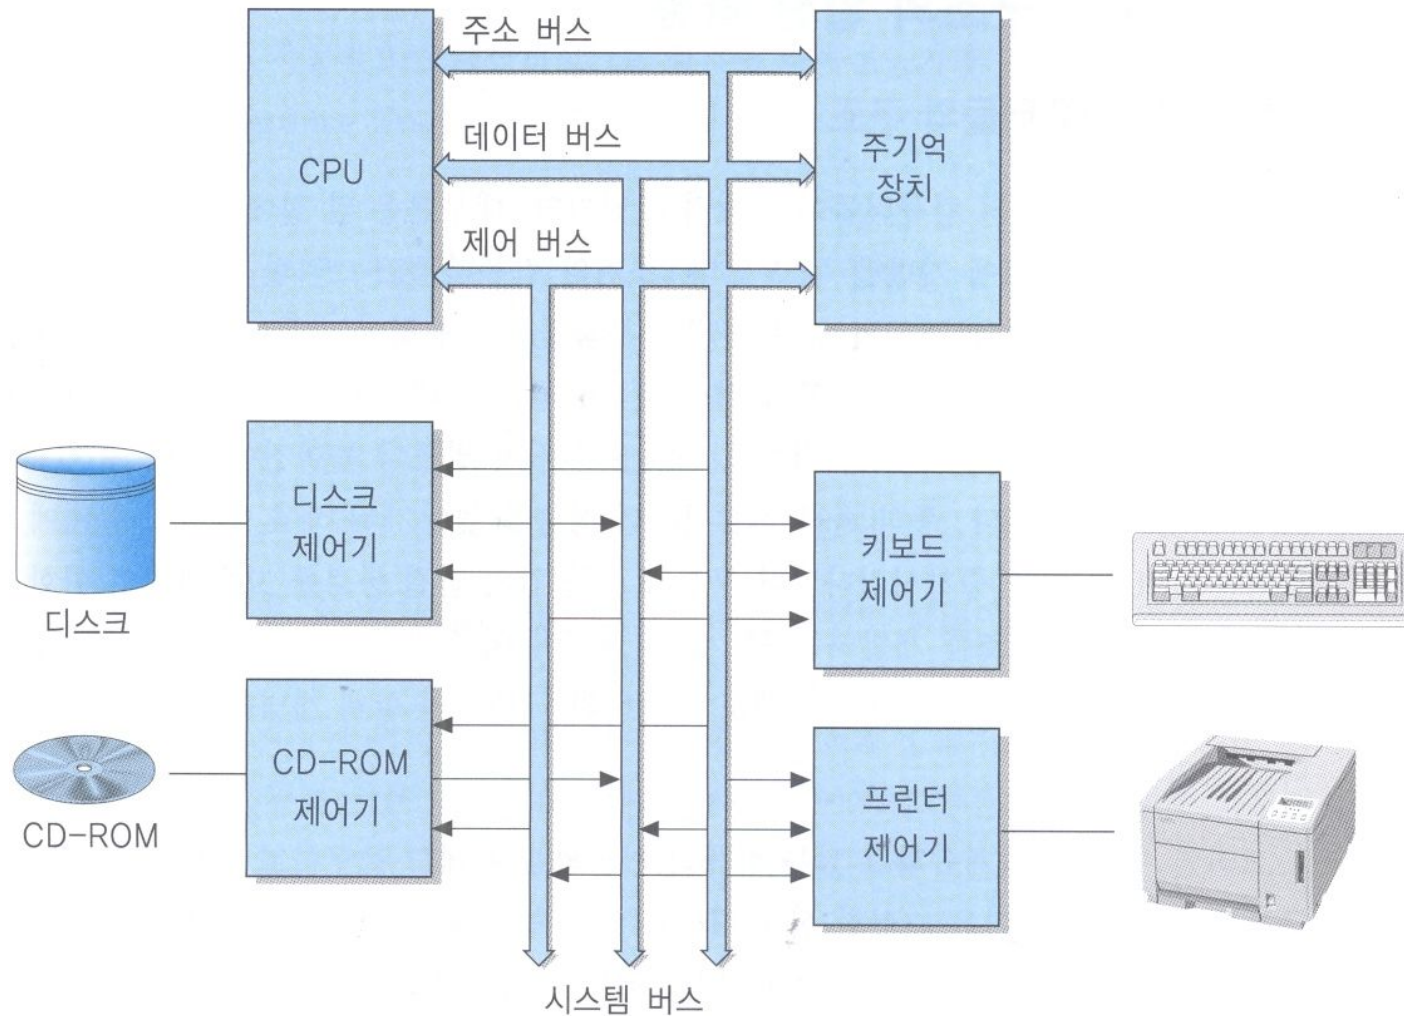 주소 버스
데이터 버스
제어 버스
CPU
주기억
장치
디스크
제어기
디스크
키보드
제어기
CD-ROM
제어기
CD-ROM
프린터
제어기
시스템 버스